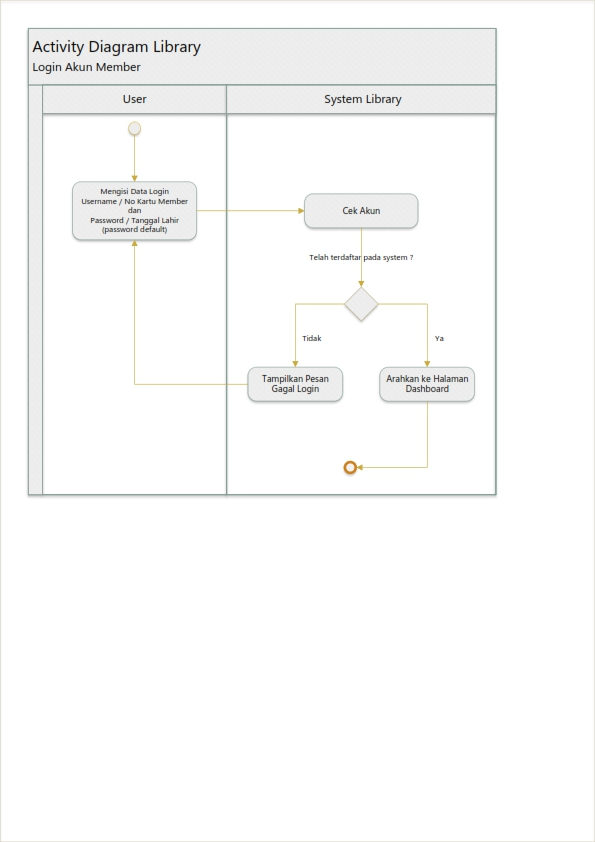 Activity Diagram Library
Login Akun Member
User
System Library
Mengisi Data Login
Username / No Kartu Member
dan
Password / Tanggal Lahir
(password default)
Cek Akun
Telah terdaftar pada system ?
Tidak
Ya
Tampilkan Pesan
Gagal Login
Arahkan ke Halaman
Dashboard